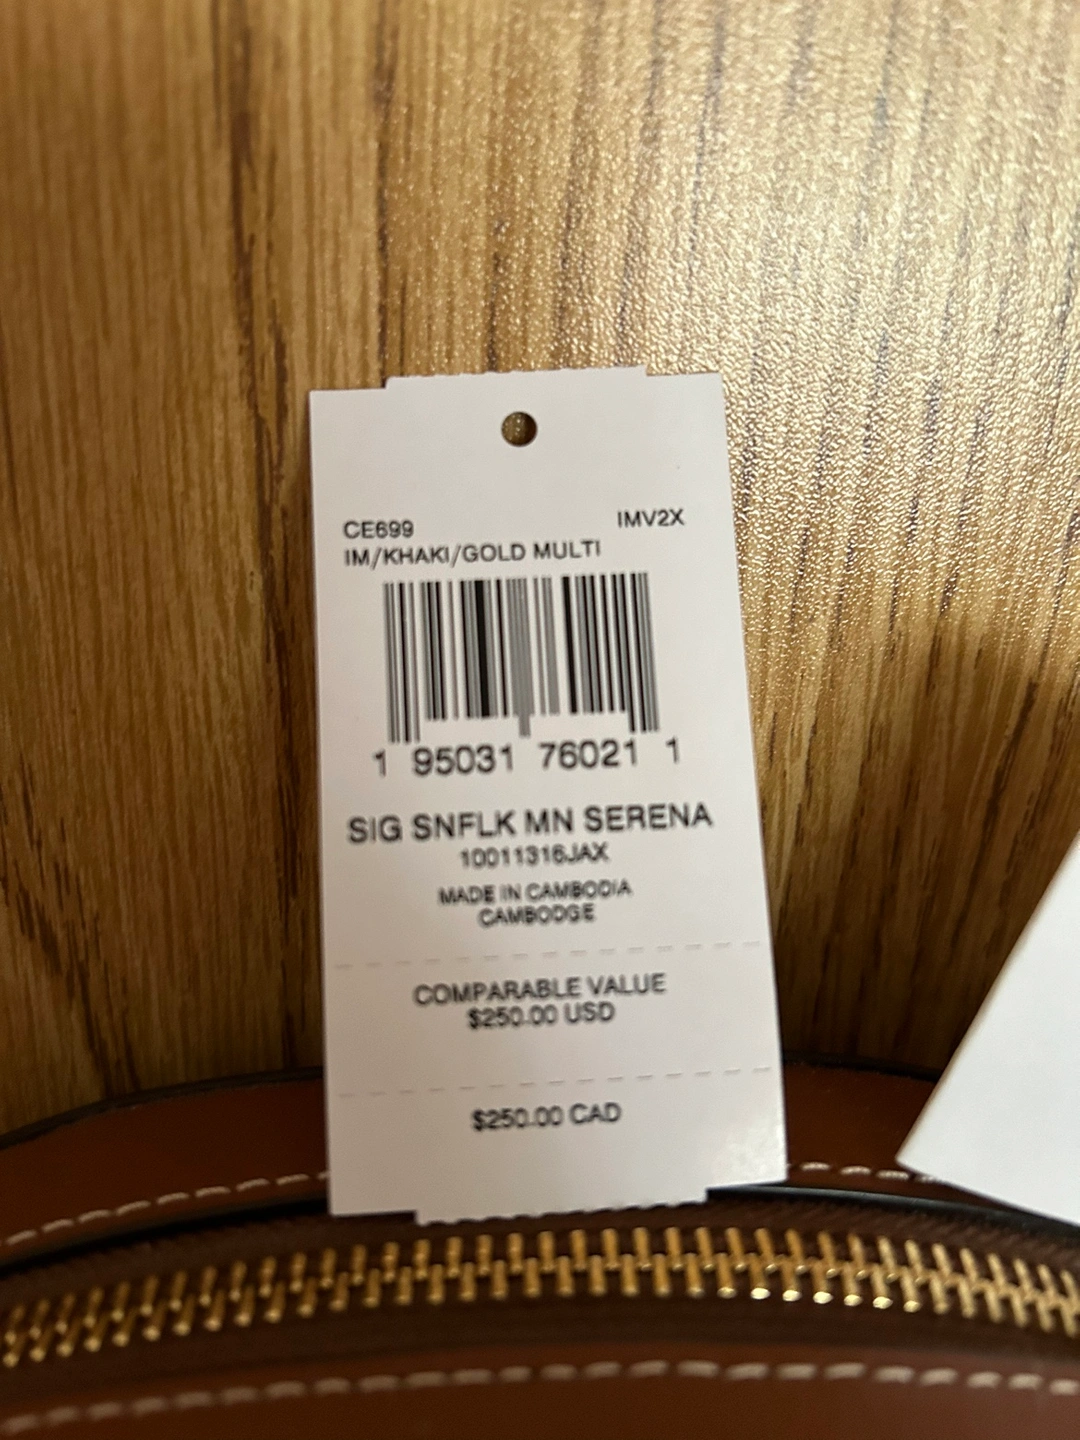 CE699 IMV2X
IM/KHAKI/GOLD MULTI
1 95031 76021 1
SIG SNFLK MN SERENA
10011316JAX
MADE IN CAMBODIA
CAMBODGE
COMPARABLE VALUE
$250.00 USD
$250.00 CAD